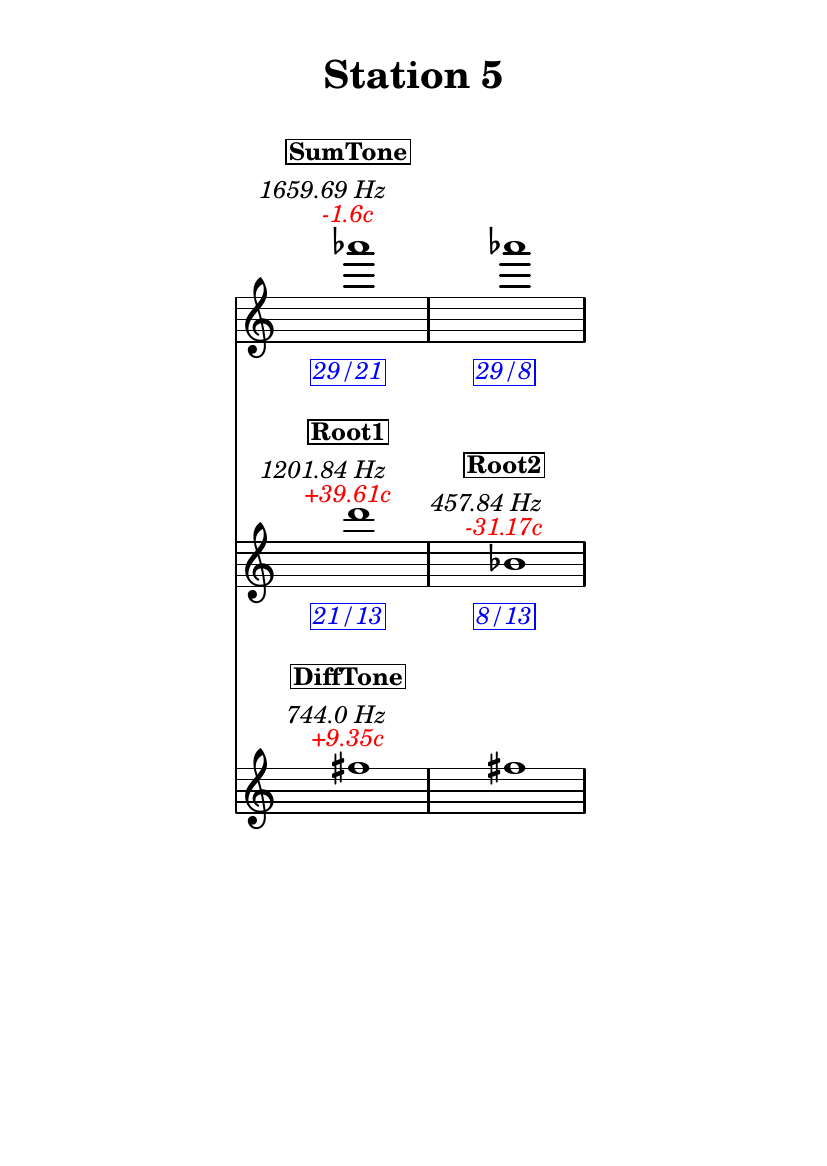 Station 5
SumTone
1659.69 Hz
-1.6c
29/21
29/8
Root1
1201.84 Hz
+39.61c
Root2
457.84 Hz
-31.17c
21/13
8/13
DiffTone
744.0 Hz
+9.35c